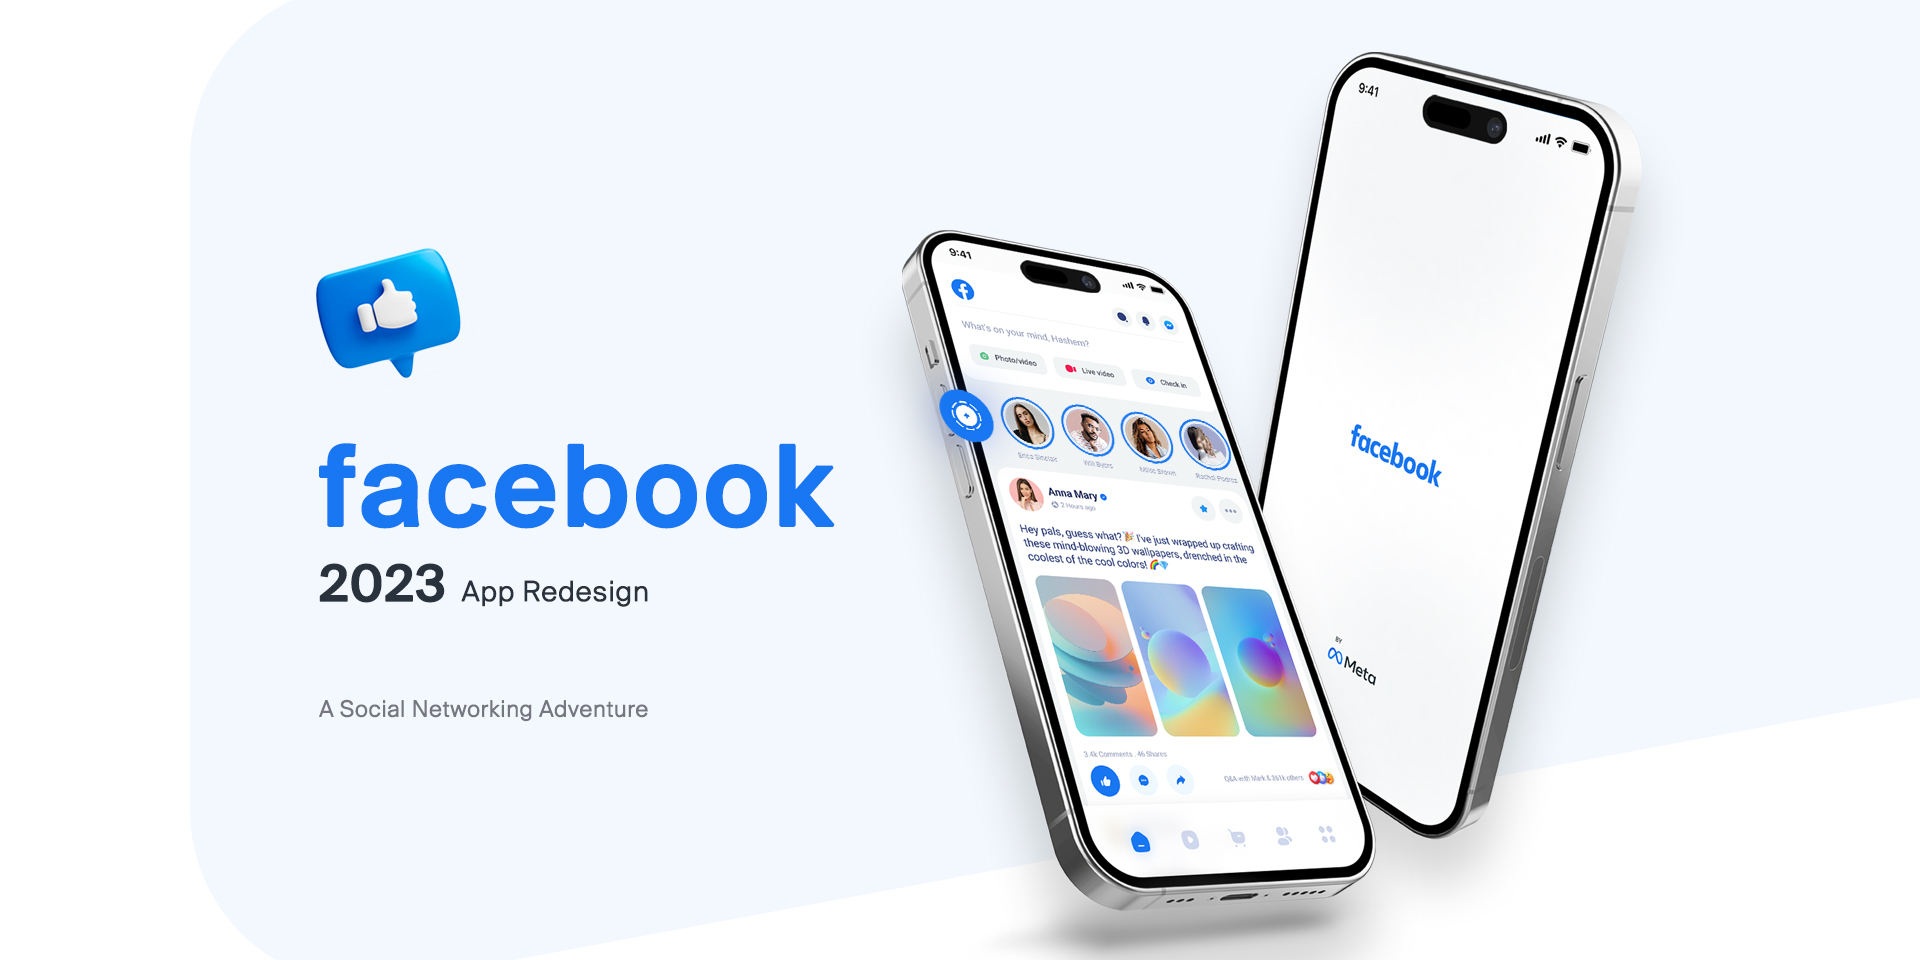 facebook
2023 App Redesign
A Social Networking Adventure
9:41
What's on your mind, Hashem?
Photo/video
Live video
Check in
Erica Sinclair
Will Byers
Millie Brown
Anna Mary
2 Hours ago
Hey pals, guess what?🎉 I've just wrapped up crafting
these mind-blowing 3D wallpapers, drenched in the
coolest of the cool colors! 🌈💎
3.4k Comments . 46 Shares
Q&A with Mark & 361k others
9:41
facebook
BY
Meta